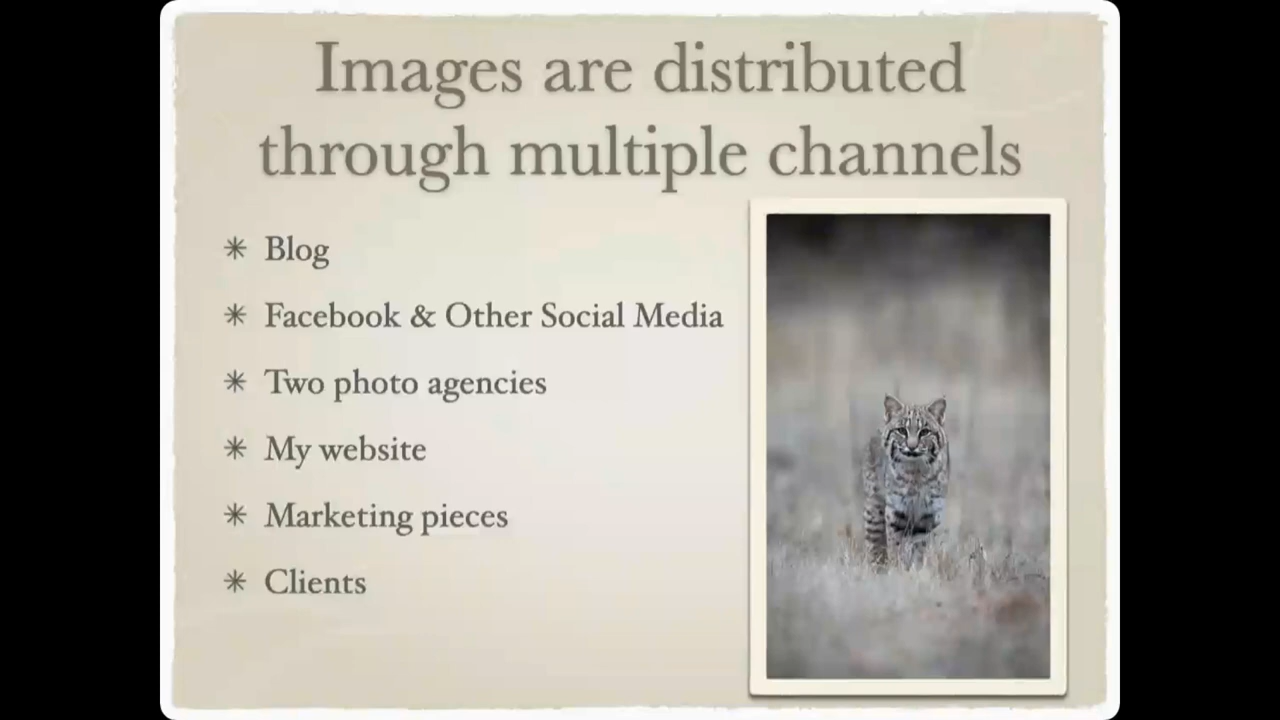 Images are distributed
through multiple channels
Blog
Facebook & Other Social Media
Two photo agencies
My website
Marketing pieces
Clients